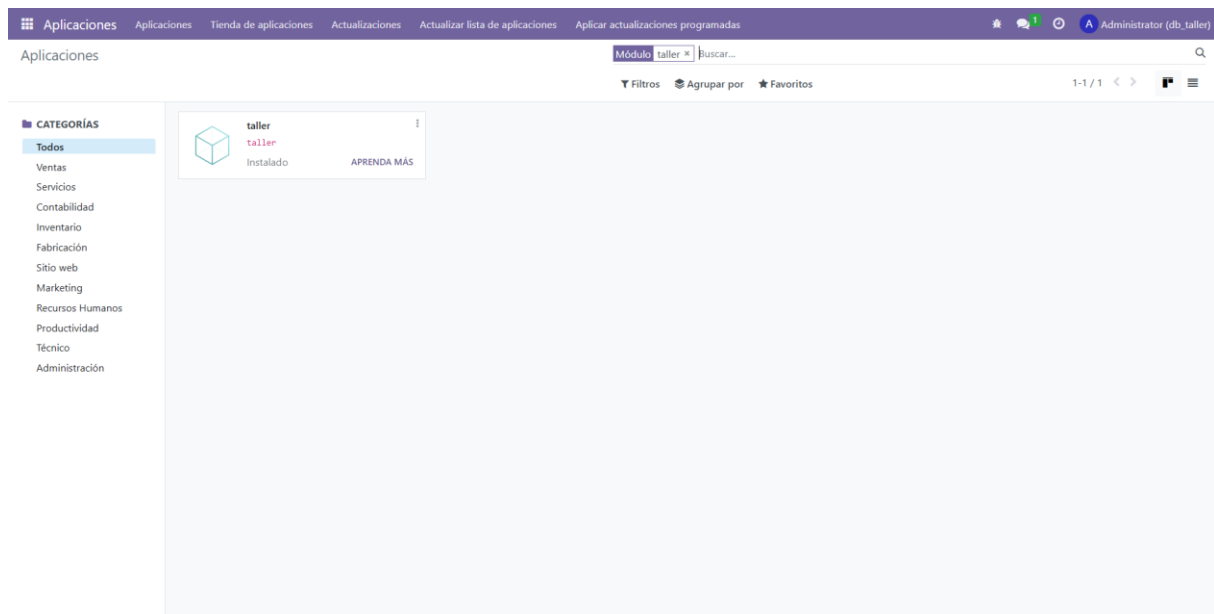 Aplicaciones Aplicaciones Tienda de aplicaciones Actualizaciones Actualizar lista de aplicaciones Aplicar actualizaciones programadas 1 A Administrator (db_taller)
Aplicaciones Módulo taller × Buscar...
Filtros Agrupar por Favoritos 1-1 / 1 < >
CATEGORÍAS
Todos
Ventas
Servicios
Contabilidad
Inventario
Fabricación
Sitio web
Marketing
Recursos Humanos
Productividad
Técnico
Administración
taller
taller
Instalado APRENDA MÁS